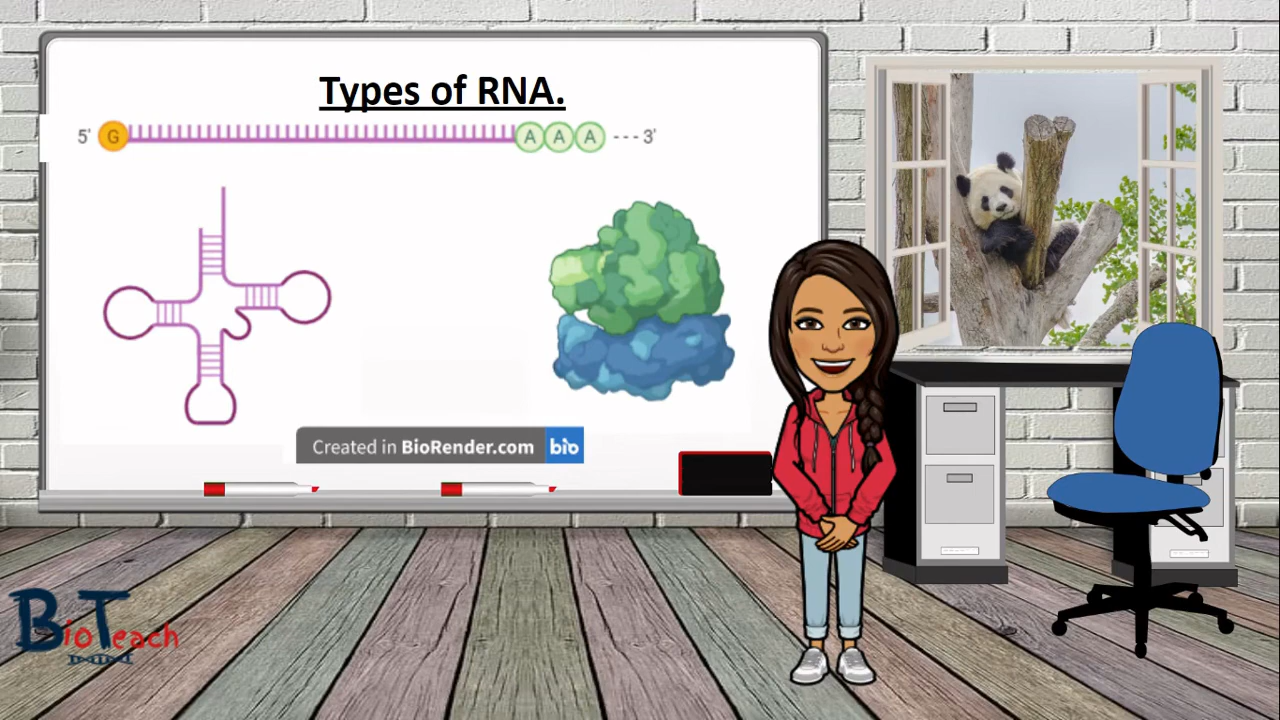 Types of RNA.
5' G A A A --- 3'
Created in BioRender.com bio
BioTeach